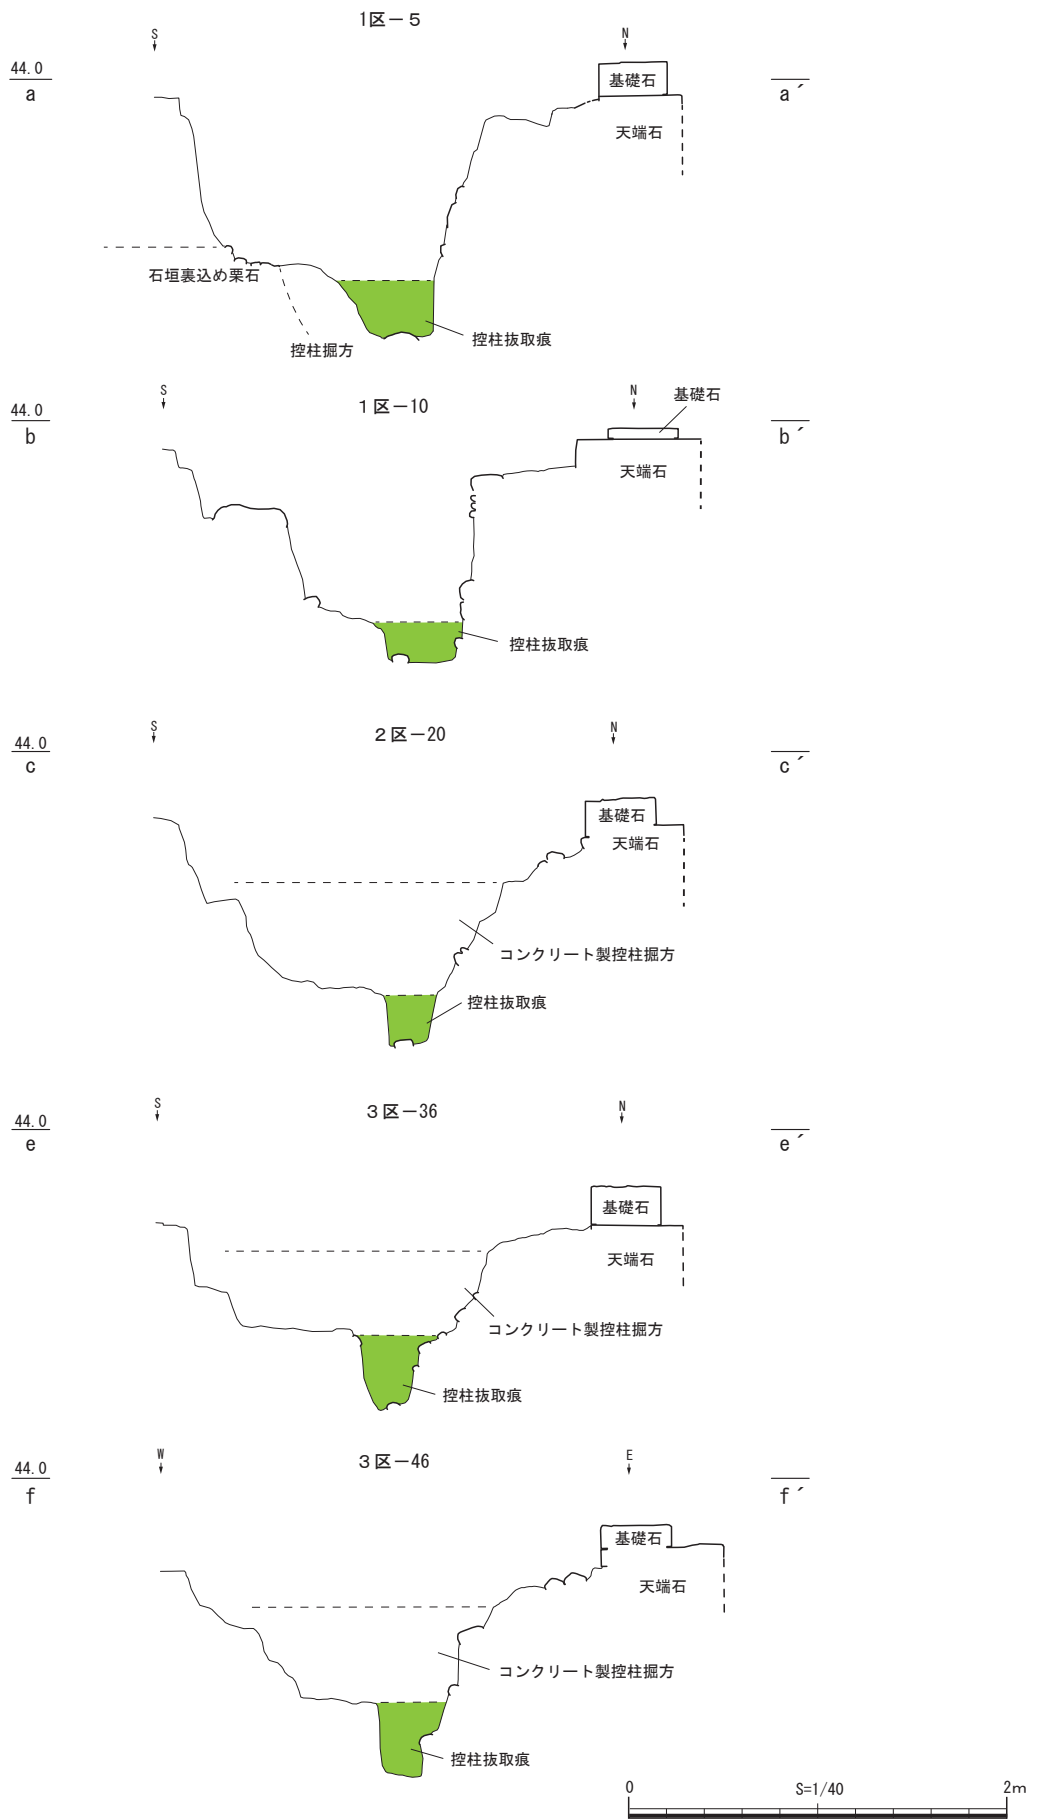 1区－5
S
N
44.0
a
a´
基礎石
天端石
石垣裏込め栗石
控柱掘方
控柱抜取痕
1区－10
S
N
44.0
b
b´
基礎石
天端石
控柱抜取痕
2区－20
S
N
44.0
c
c´
基礎石
天端石
コンクリート製控柱掘方
控柱抜取痕
3区－36
S
N
44.0
e
e´
基礎石
天端石
コンクリート製控柱掘方
控柱抜取痕
3区－46
W
E
44.0
f
f´
基礎石
天端石
コンクリート製控柱掘方
控柱抜取痕
0 S=1/40 2m